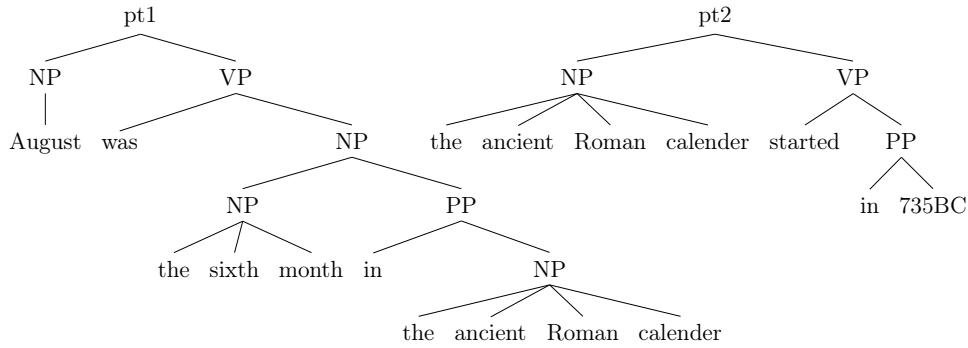 pt1 pt2
NP VP NP VP
August was NP the ancient Roman calender started PP
NP PP in 735BC
the sixth month in NP
the ancient Roman calender